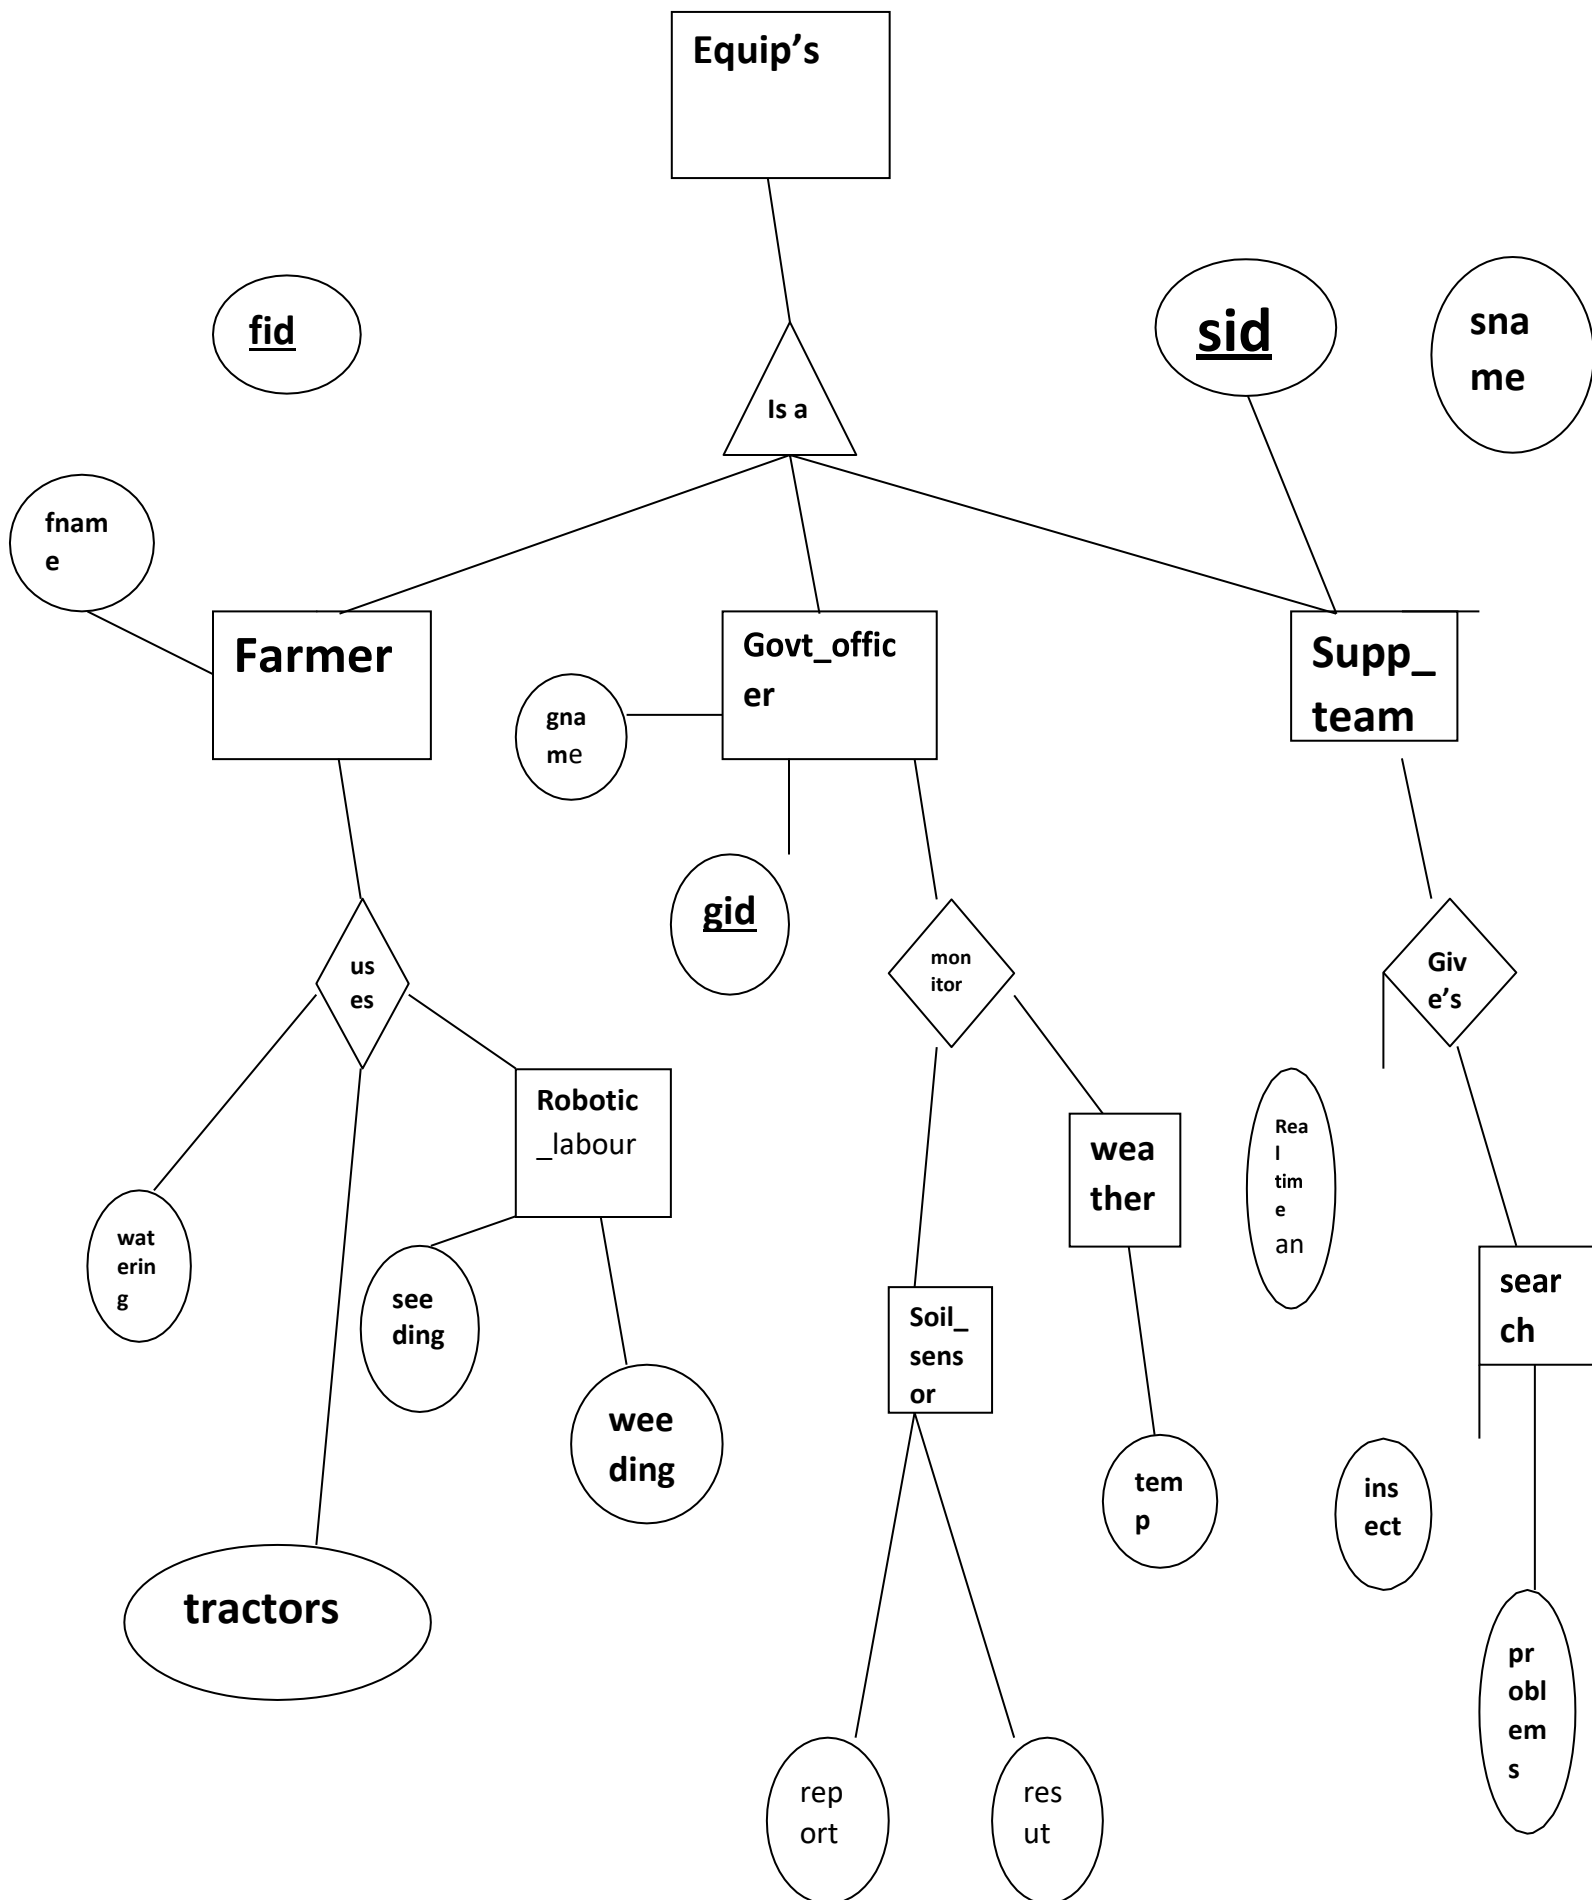 Equip's
fid
sid
sna
me
Is a
fnam
e
Farmer
Govt_offic
er
Supp_
team
gna
me
gid
us
es
mon
itor
Giv
e's
Robotic
_labour
wea
ther
Rea
l
tim
e
an
wat
erin
g
see
ding
Soil_
sens
or
sear
ch
wee
ding
tem
p
ins
ect
tractors
pr
obl
em
s
rep
ort
res
ut